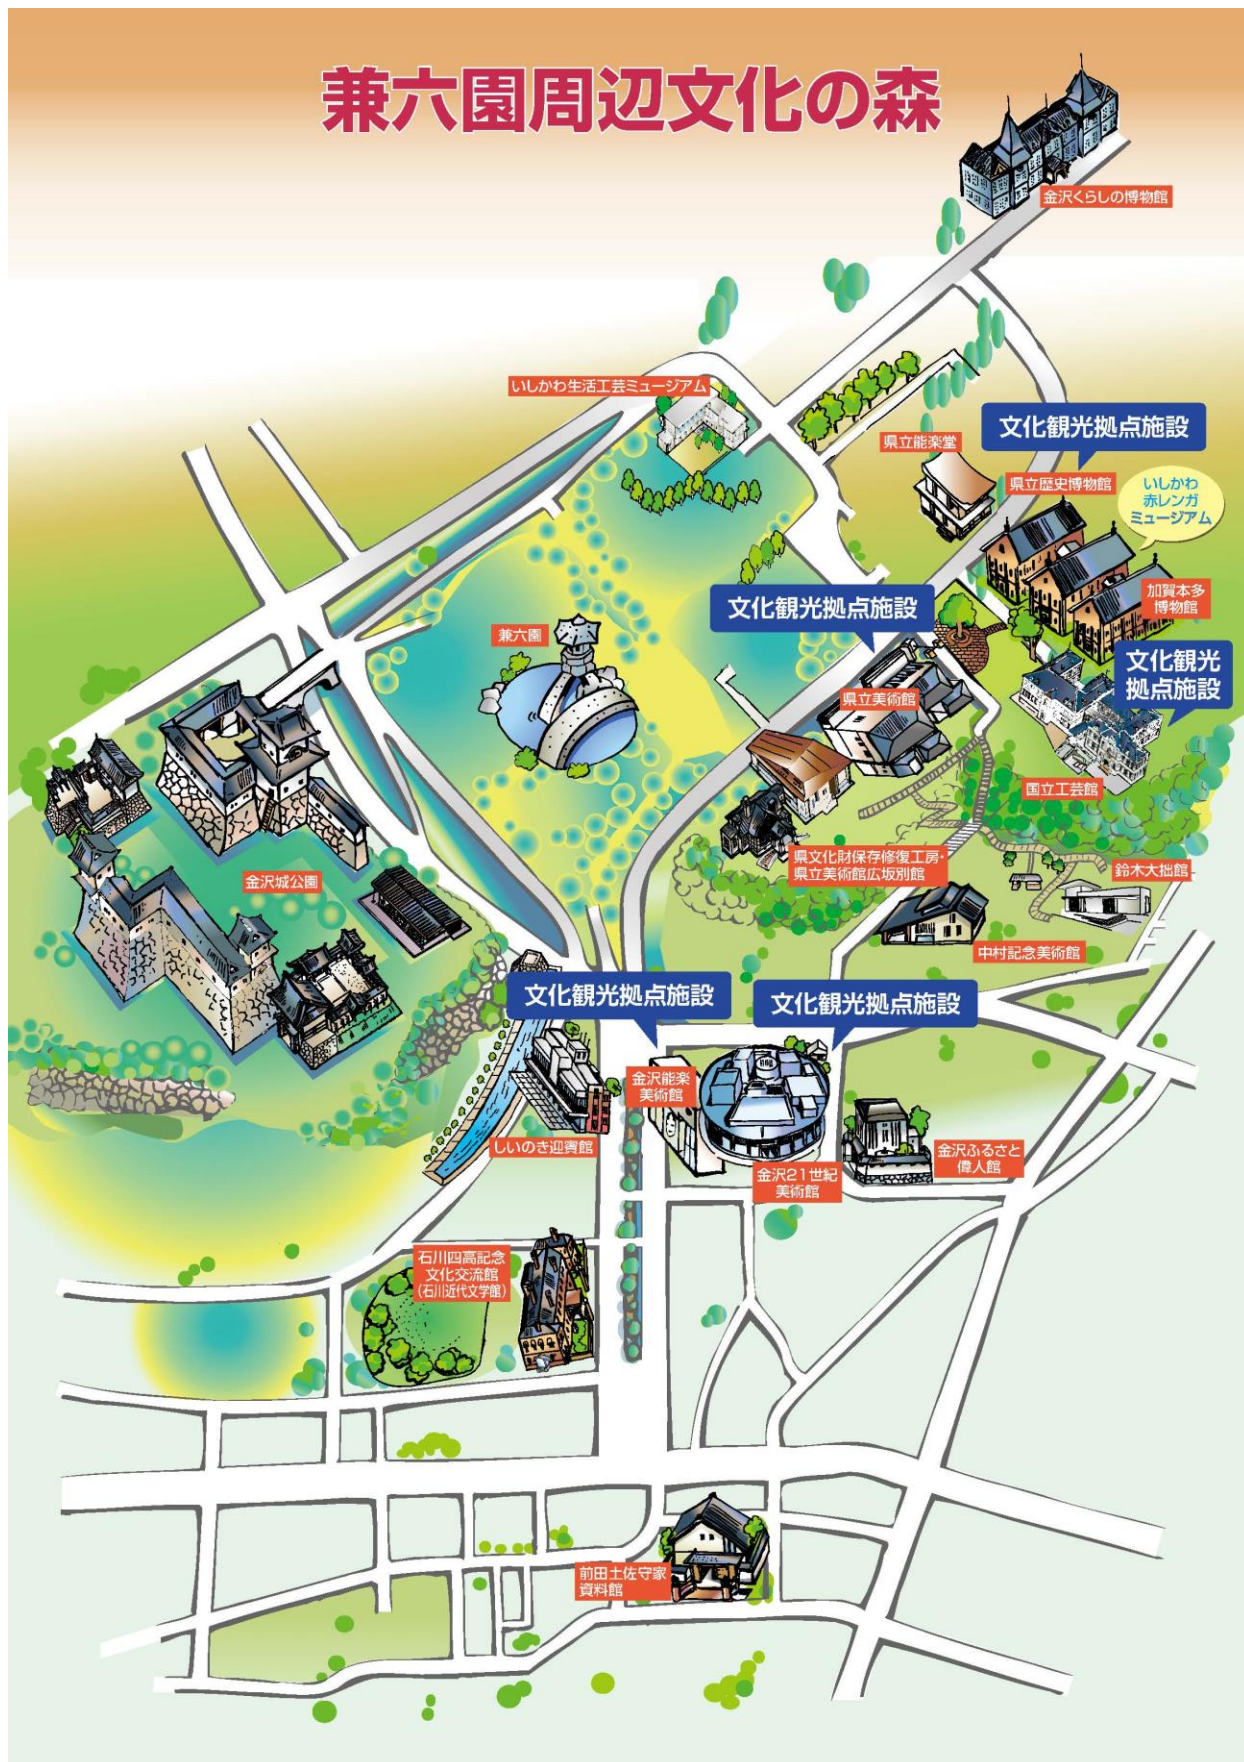 兼六園周辺文化の森
金沢くらしの博物館
いしかわ生活工芸ミュージアム
文化観光拠点施設
県立能楽堂
県立歴史博物館
いしかわ
赤レンガ
ミュージアム
加賀本多
博物館
文化観光拠点施設
兼六園
文化観光
拠点施設
県立美術館
国立工芸館
県文化財保存修復工房・
県立美術館広坂別館
鈴木大拙館
金沢城公園
中村記念美術館
文化観光拠点施設
文化観光拠点施設
金沢能楽
美術館
しいのき迎賓館
金沢21世紀
美術館
金沢ふるさと
偉人館
石川四高記念
文化交流館
(石川近代文学館)
前田土佐守家
資料館